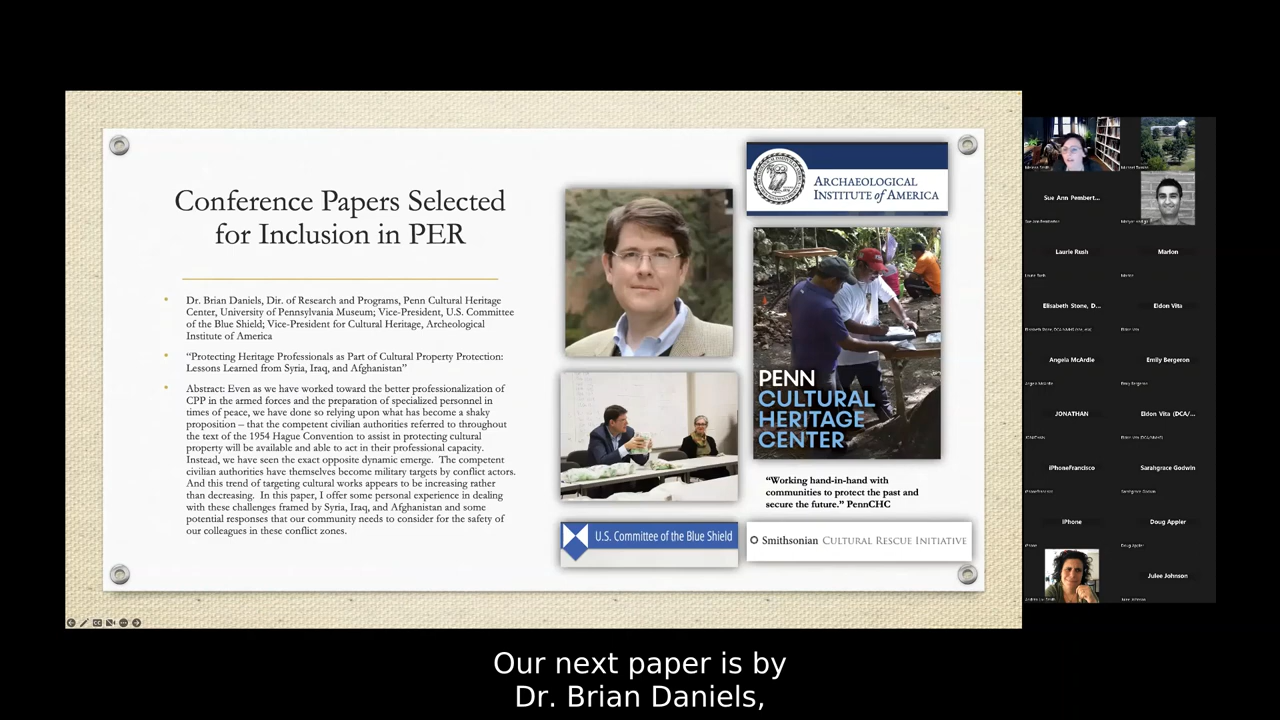 Conference Papers Selected
for Inclusion in PER
Dr. Brian Daniels, Dir. of Research and Programs, Penn Cultural Heritage
Center, University of Pennsylvania Museum; Vice-President, U.S. Committee
of the Blue Shield; Vice-President for Cultural Heritage, Archaeological
Institute of America
“Protecting Heritage Professionals as Part of Cultural Property Protection:
Lessons Learned from Syria, Iraq, and Afghanistan”
Abstract: Even as we have worked toward the better professionalization of
CPP in the armed forces and the preparation of specialized personnel in
times of peace, we have done so relying upon what has become a shaky
proposition – that the competent civilian authorities referred to throughout
the text of the 1954 Hague Convention to assist in protecting cultural
property will be available and able to act in their professional capacity.
Instead, we have seen the exact opposite dynamic emerge.  The competent
civilian authorities have themselves become military targets by conflict actors.
And this trend of targeting cultural works appears to be increasing rather
than decreasing.  In this paper, I offer some personal experience in dealing
with these challenges framed by Syria, Iraq, and Afghanistan and some
potential responses that our community needs to consider for the safety of
our colleagues in these conflict zones.
ARCHAEOLOGICAL
INSTITUTE of AMERICA
PENN
CULTURAL
HERITAGE
CENTER
“Working hand-in-hand with
communities to protect the past and
secure the future.” PennCHC
U.S. Committee of the Blue Shield
Smithsonian CULTURAL RESCUE INITIATIVE
Sue Ann Pembert...
Laurie Rush
Marlon
Elisabeth Stone, D...
Eldon Vita
Angela McArdle
Emily Bergeron
JONATHAN
Eldon Vita (DCA/...
iPhoneFrancisco
Sarahgrace Godwin
iPhone
Doug Appler
Julee Johnson
Our next paper is by
Dr. Brian Daniels,